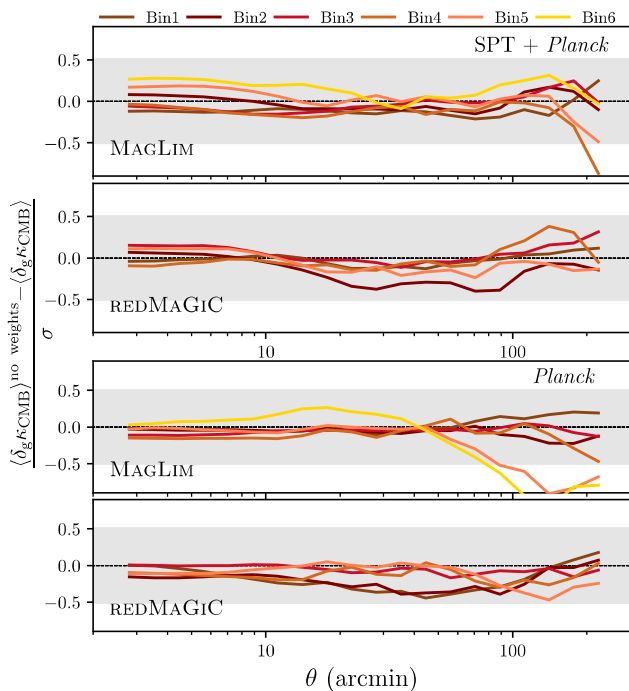 Bin1 Bin2 Bin3 Bin4 Bin5 Bin6
SPT + Planck
0.5
0.0
−0.5
MagLim
0.5
0.0
−0.5
redMaGiC
10 100
⟨δgκCMB⟩no weights−⟨δgκCMB⟩
σ
Planck
0.5
0.0
−0.5
MagLim
0.5
0.0
−0.5
redMaGiC
10 100
θ (arcmin)